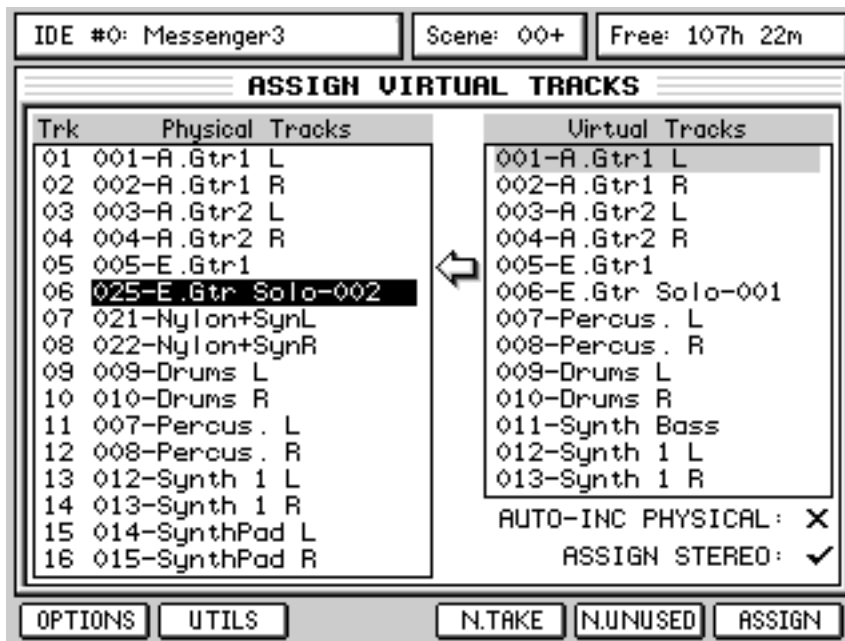 IDE #0: Messenger3
Scene: 00+
Free: 107h 22m
ASSIGN VIRTUAL TRACKS
Trk Physical Tracks
01 001-A.Gtr1 L
02 002-A.Gtr1 R
03 003-A.Gtr2 L
04 004-A.Gtr2 R
05 005-E.Gtr1
06 025-E.Gtr Solo-002
07 021-Nylon+SynL
08 022-Nylon+SynR
09 009-Drums L
10 010-Drums R
11 007-Percus. L
12 008-Percus. R
13 012-Synth 1 L
14 013-Synth 1 R
15 014-SynthPad L
16 015-SynthPad R
Virtual Tracks
001-A.Gtr1 L
002-A.Gtr1 R
003-A.Gtr2 L
004-A.Gtr2 R
005-E.Gtr1
006-E.Gtr Solo-001
007-Percus. L
008-Percus. R
009-Drums L
010-Drums R
011-Synth Bass
012-Synth 1 L
013-Synth 1 R
AUTO-INC PHYSICAL:
ASSIGN STEREO:
OPTIONS
UTILS
N.TAKE
N.UNUSED
ASSIGN